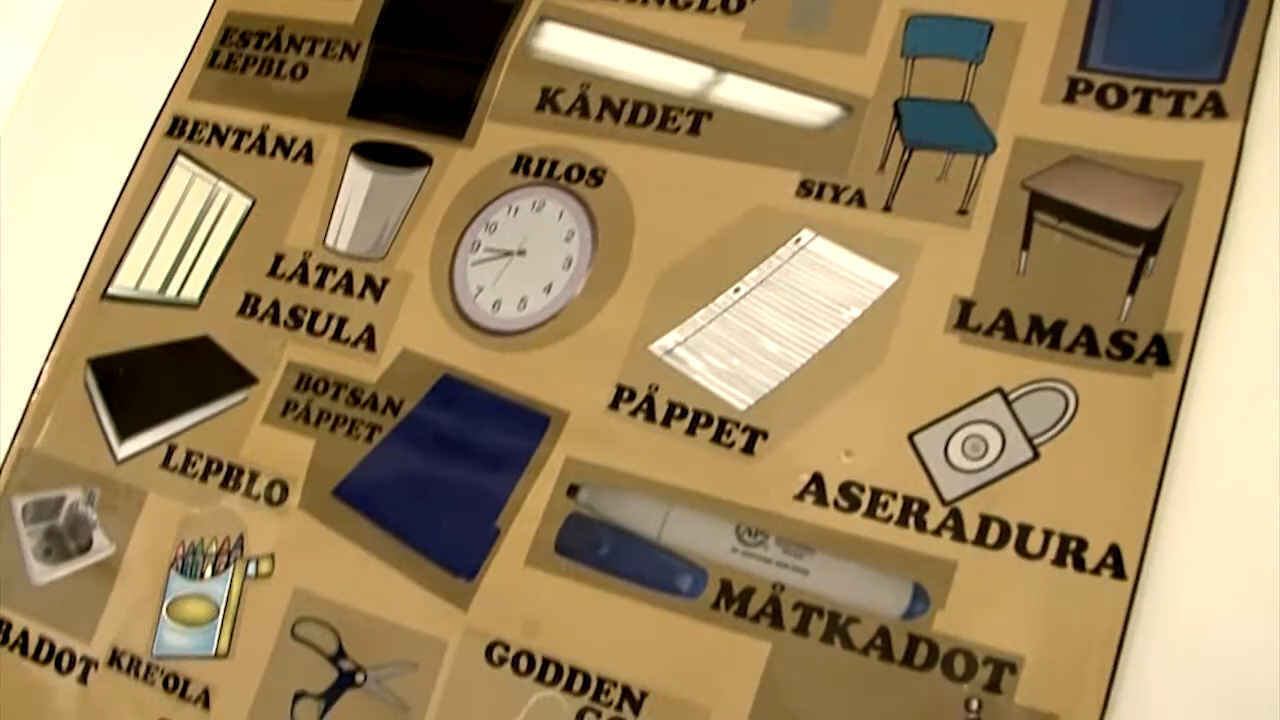 ESTÅNTEN
LEPBLO
KÅNDET
POTTA
BENTÅNA
RILOS
SIYA
LÅTAN
BASULA
LAMASA
BOTSAN
PÅPPET
PÅPPET
LEPBLO
ASERADURA
MÅTKADOT
KRE'OLA
GODDEN